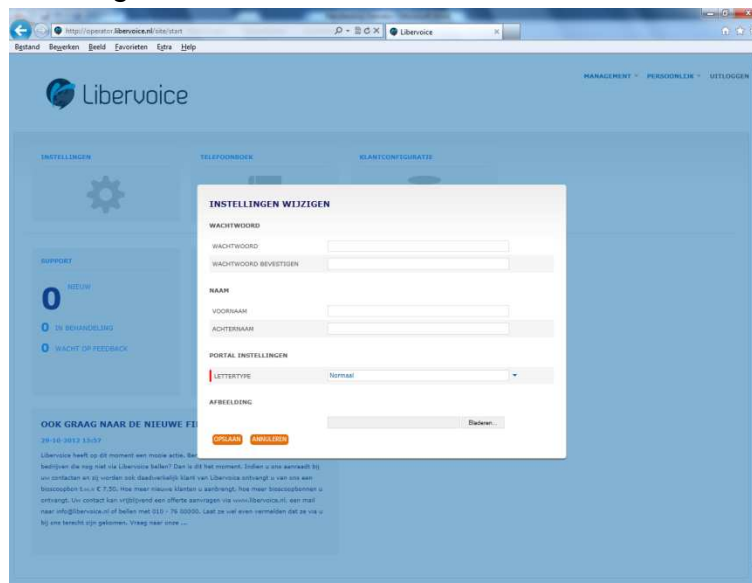 http://operator.libervoice.nl/site/start
Libervoice
Bestand Bewerken Beeld Favorieten Extra Help
MANAGEMENT PERSOONLIJK UITLOGGEN
Libervoice
INSTELLINGEN TELEFOONBOEK KLANTCONFIGURATIE
INSTELLINGEN WIJZIGEN
WACHTWOORD
WACHTWOORD
WACHTWOORD BEVESTIGEN
NAAM
VOORNAAM
ACHTERNAAM
PORTAL INSTELLINGEN
LETTERTYPE Normaal
AFBEELDING
Bladeren...
OPSLAAN ANNULEREN
SUPPORT
0 NIEUW
0 IN BEHANDELING
0 WACHT OP FEEDBACK
OOK GRAAG NAAR DE NIEUWE
29-10-2012 13:57
Libervoice heeft op dit moment een mooie actie.
bedrijven die nog niet via Libervoice bellen? Dan is dit het moment. Indien u ons aanraadt bij
uw contacten en zij worden ook daadwerkelijk klant van Libervoice ontvangt u van ons een
bioscoopbon t.w.v. € 7,50. Hoe meer nieuwe klanten u aanbrengt, hoe meer bioscoopbonnen u
ontvangt. Uw contact kan vrijblijvend een offerte aanvragen via www.libervoice.nl, een mail
naar info@libervoice.nl of bellen met 010 - 76 00000. Laat ze wel even vermelden dat ze via u
bij ons terecht zijn gekomen. Vraag naar onze ...